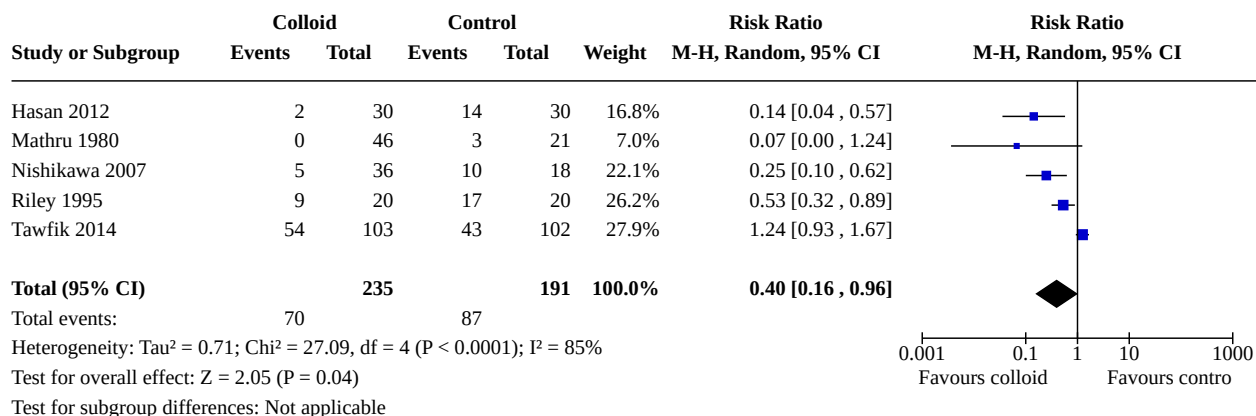 Colloid Control Risk Ratio Risk Ratio
Study or Subgroup Events Total Events Total Weight M-H, Random, 95% CI M-H, Random, 95% CI
Hasan 2012 2 30 14 30 16.8% 0.14 [0.04 , 0.57]
Mathru 1980 0 46 3 21 7.0% 0.07 [0.00 , 1.24]
Nishikawa 2007 5 36 10 18 22.1% 0.25 [0.10 , 0.62]
Riley 1995 9 20 17 20 26.2% 0.53 [0.32 , 0.89]
Tawfik 2014 54 103 43 102 27.9% 1.24 [0.93 , 1.67]
Total (95% CI) 235 191 100.0% 0.40 [0.16 , 0.96]
Total events: 70 87
Heterogeneity: Tau² = 0.71; Chi² = 27.09, df = 4 (P < 0.0001); I² = 85%
0.001 0.1 1 10 1000
Test for overall effect: Z = 2.05 (P = 0.04) Favours colloid Favours contro
Test for subgroup differences: Not applicable